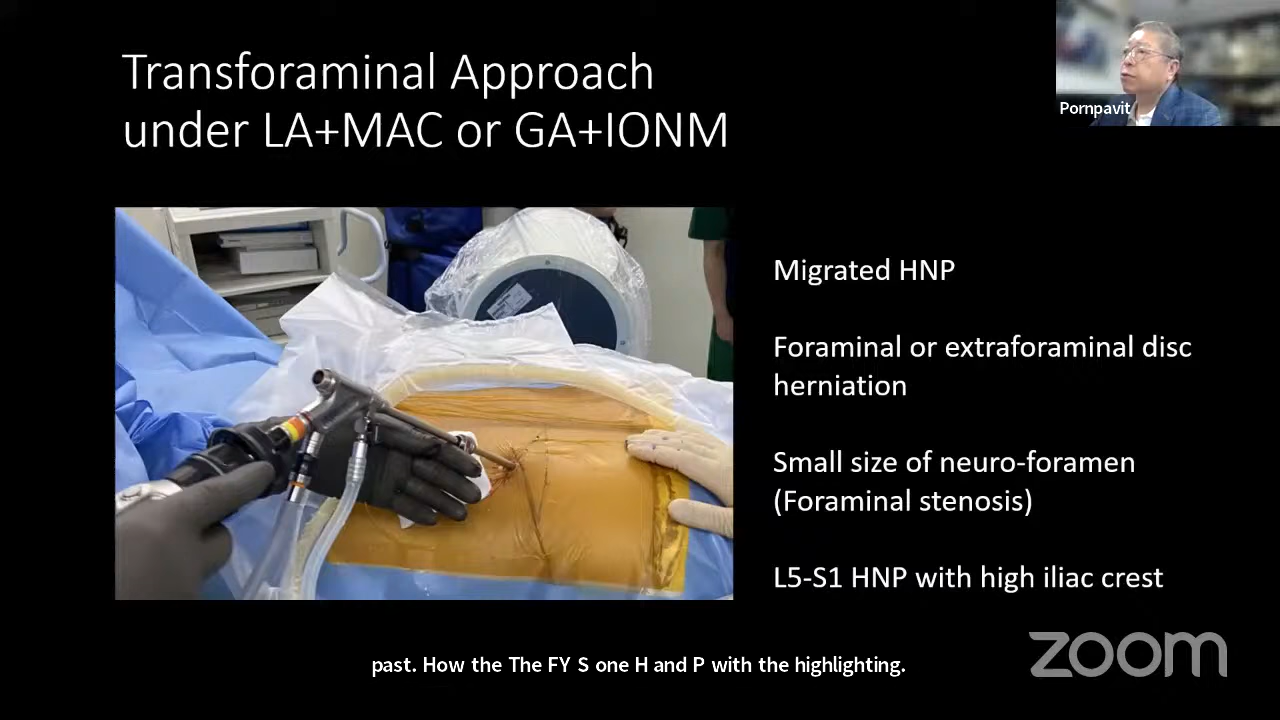 Transforaminal Approach
under LA+MAC or GA+IONM
Pornpavit
Migrated HNP
Foraminal or extraforaminal disc
herniation
Small size of neuro-foramen
(Foraminal stenosis)
L5-S1 HNP with high iliac crest
past. How the The FY S one H and P with the highlighting.
zoom